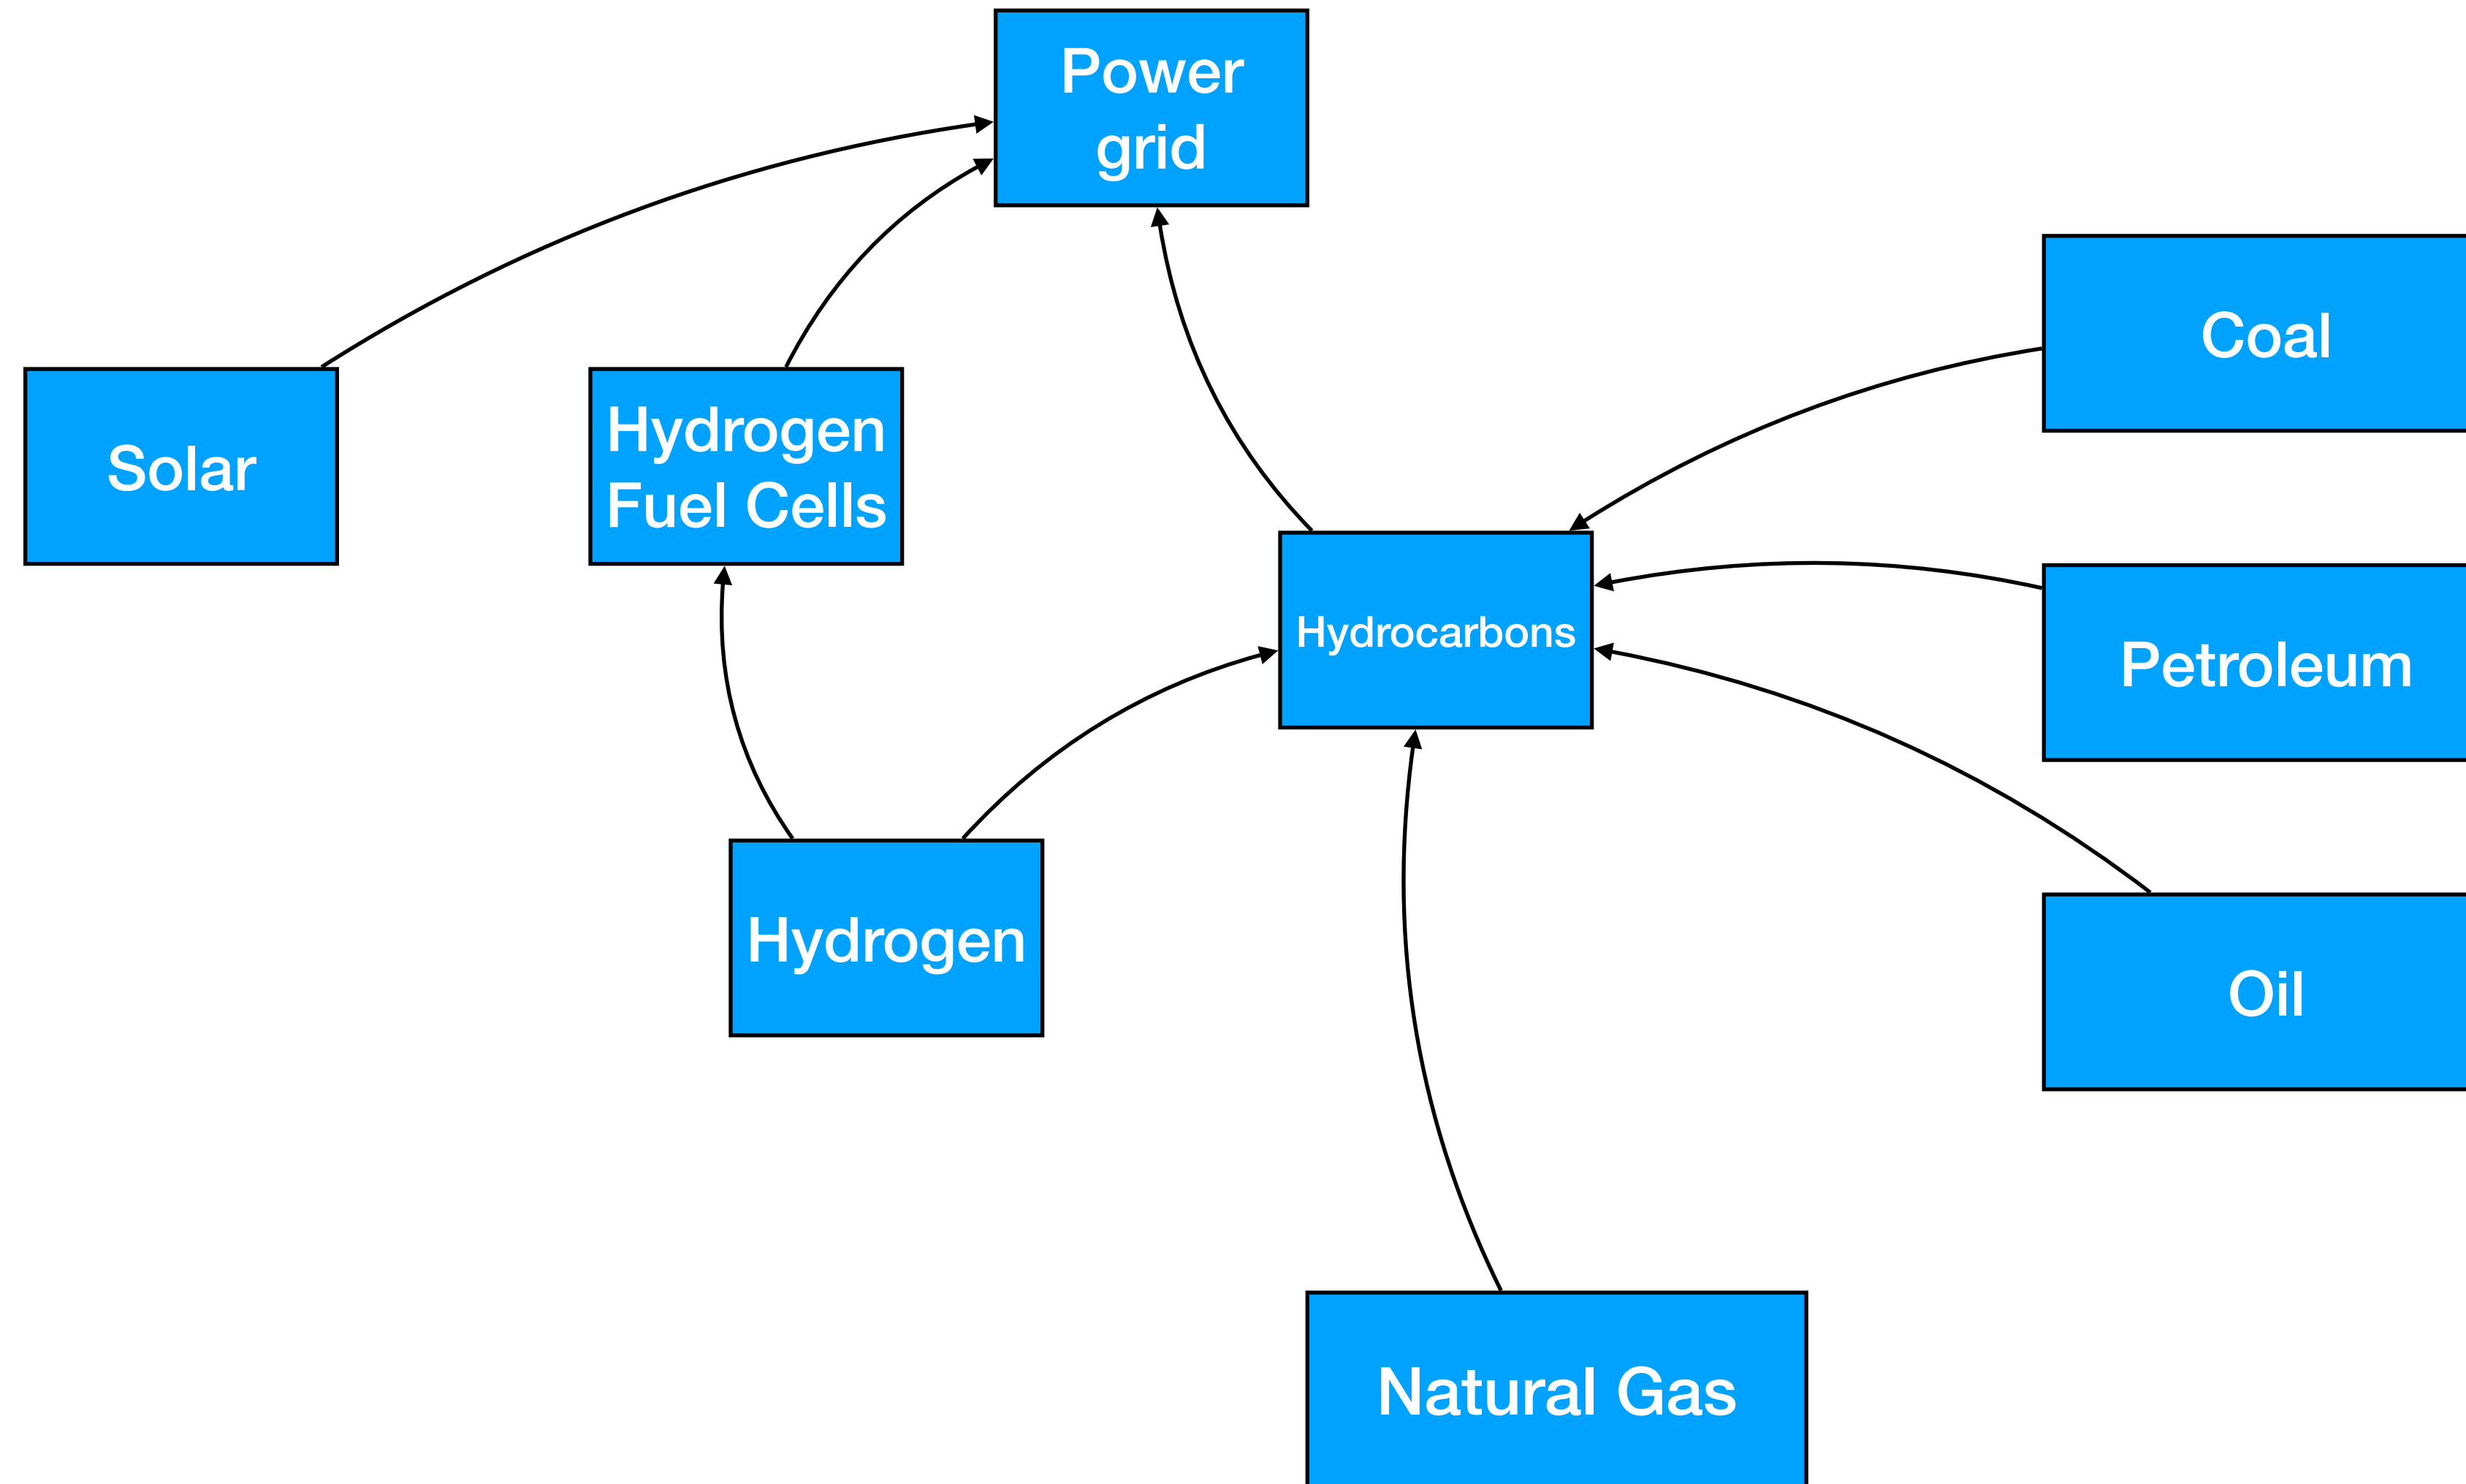 Power
grid
Coal
Solar
Hydrogen
Fuel Cells
Hydrocarbons
Petroleum
Hydrogen
Oil
Natural Gas